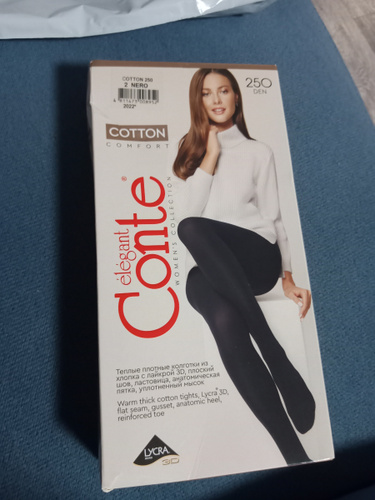 COTTON 250
2 NERO
2022*
250
DEN
COTTON
COMFORT
élégant
Conte®
WOMEN'S COLLECTION
Теплые плотные колготки из
хлопка с лайкрой 3D, плоский
шов, ластовица, анатомическая
пятка, уплотненный мысок
Warm thick cotton tights, Lycra® 3D,
flat seam, gusset, anatomic heel,
reinforced toe
LYCRA
3D